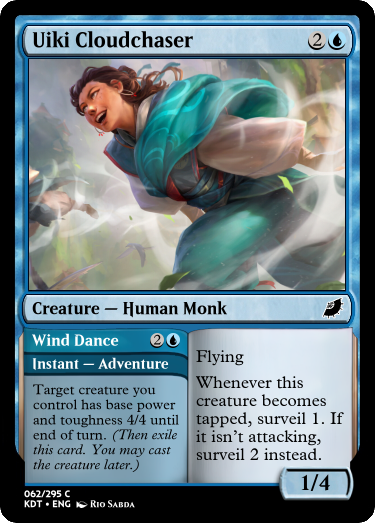 Uiki Cloudchaser 2
Creature — Human Monk
Wind Dance 2
Instant — Adventure
Target creature you
control has base power
and toughness 4/4 until
end of turn. (Then exile
this card. You may cast
the creature later.)
Flying
Whenever this
creature becomes
tapped, surveil 1. If
it isn't attacking,
surveil 2 instead.
1/4
062/295 C
KDT • ENG Rio Sabda